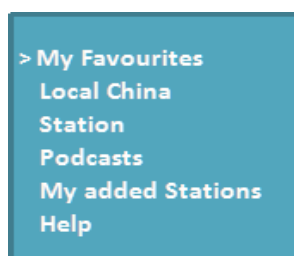 > My Favourites
Local China
Station
Podcasts
My added Stations
Help